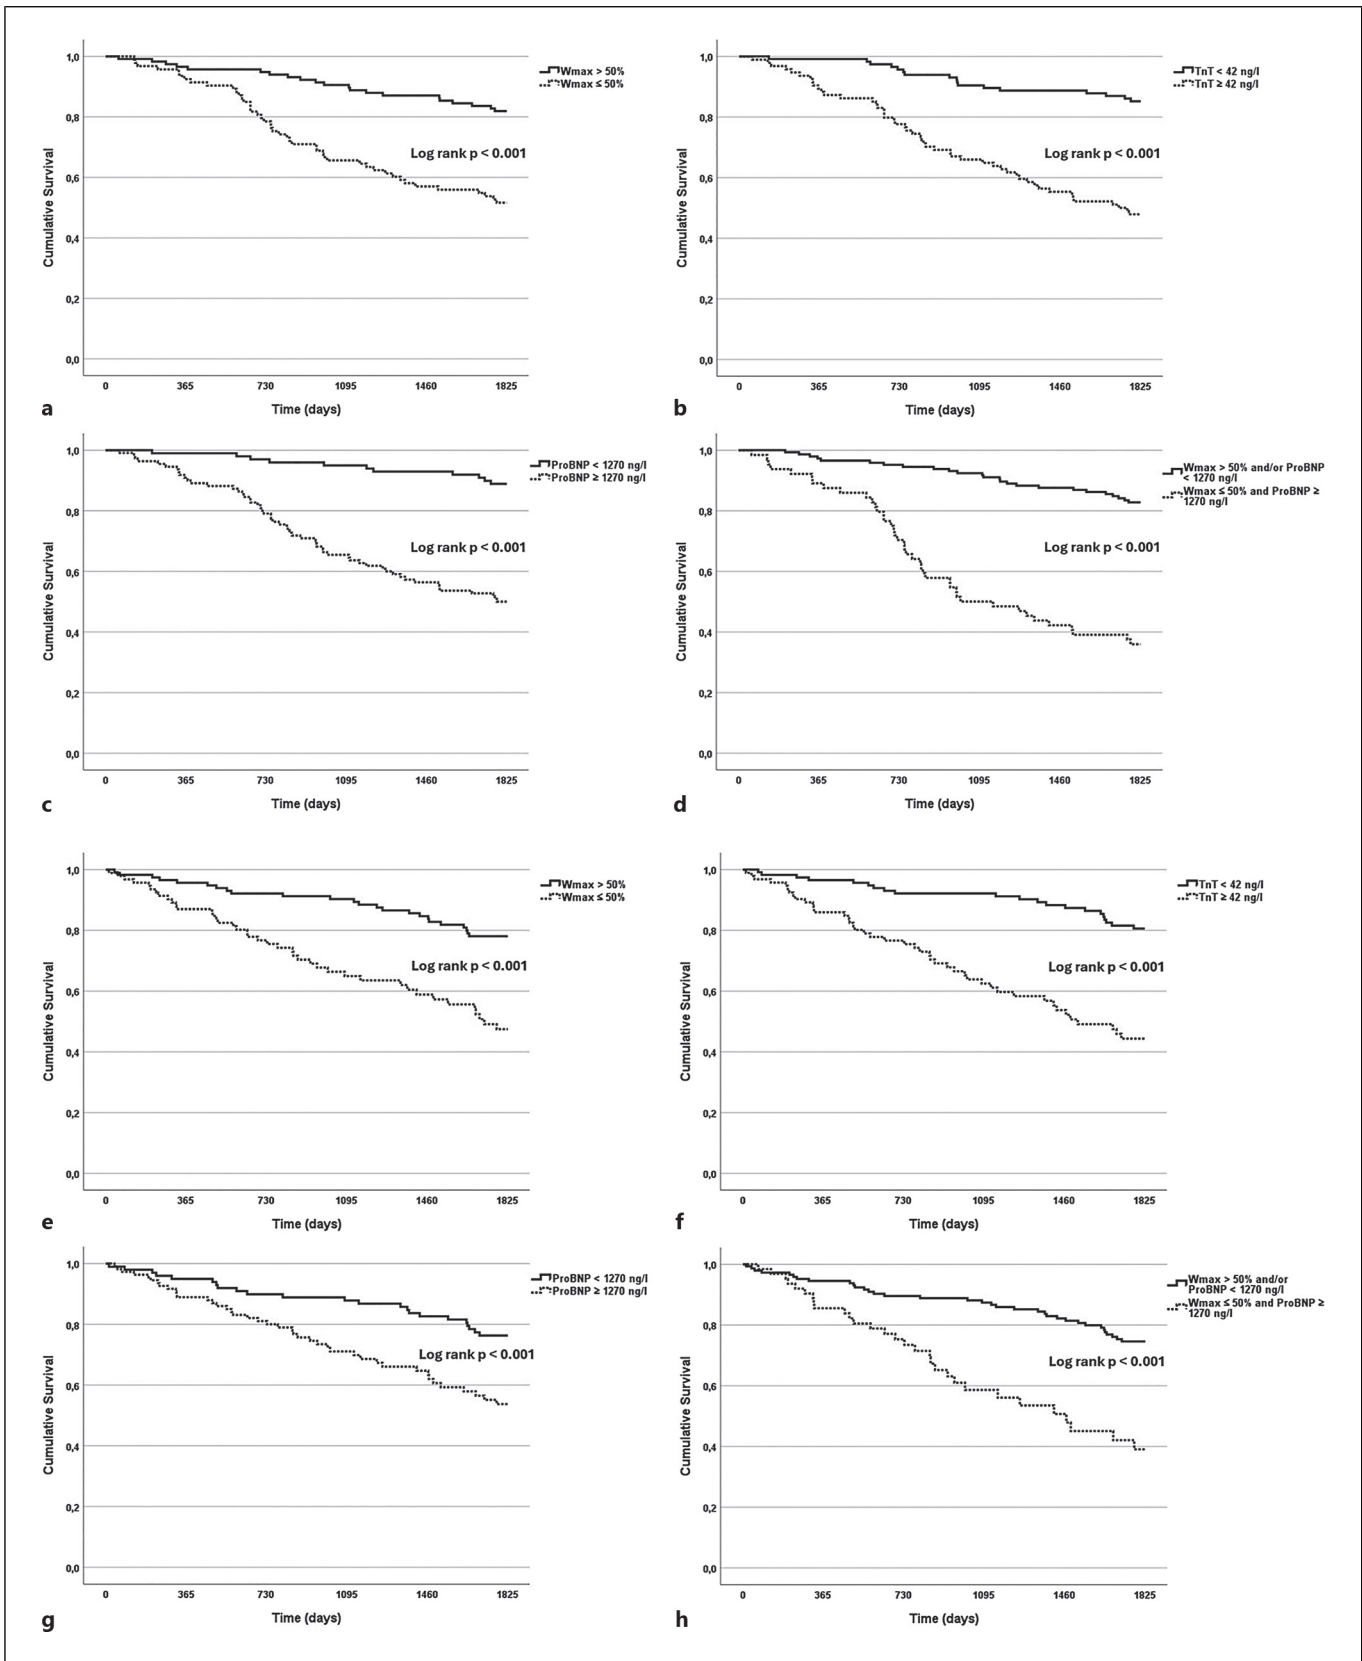 1,0
0,8
0,6
0,4
0,2
0,0
Cumulative Survival
Wmax > 50%
Wmax ≤ 50%
Log rank p < 0.001
0 365 730 1095 1460 1825
Time (days)
a
1,0
0,8
0,6
0,4
0,2
0,0
Cumulative Survival
TnT < 42 ng/l
TnT ≥ 42 ng/l
Log rank p < 0.001
0 365 730 1095 1460 1825
Time (days)
b
1,0
0,8
0,6
0,4
0,2
0,0
Cumulative Survival
ProBNP < 1270 ng/l
ProBNP ≥ 1270 ng/l
Log rank p < 0.001
0 365 730 1095 1460 1825
Time (days)
c
1,0
0,8
0,6
0,4
0,2
0,0
Cumulative Survival
Wmax > 50% and/or ProBNP
< 1270 ng/l
Wmax ≤ 50% and ProBNP ≥
1270 ng/l
Log rank p < 0.001
0 365 730 1095 1460 1825
Time (days)
d
1,0
0,8
0,6
0,4
0,2
0,0
Cumulative Survival
Wmax > 50%
Wmax ≤ 50%
Log rank p < 0.001
0 365 730 1095 1460 1825
Time (days)
e
1,0
0,8
0,6
0,4
0,2
0,0
Cumulative Survival
TnT < 42 ng/l
TnT ≥ 42 ng/l
Log rank p < 0.001
0 365 730 1095 1460 1825
Time (days)
f
1,0
0,8
0,6
0,4
0,2
0,0
Cumulative Survival
ProBNP < 1270 ng/l
ProBNP ≥ 1270 ng/l
Log rank p < 0.001
0 365 730 1095 1460 1825
Time (days)
g
1,0
0,8
0,6
0,4
0,2
0,0
Cumulative Survival
Wmax > 50% and/or
ProBNP < 1270 ng/l
Wmax ≤ 50% and ProBNP ≥
1270 ng/l
Log rank p < 0.001
0 365 730 1095 1460 1825
Time (days)
h